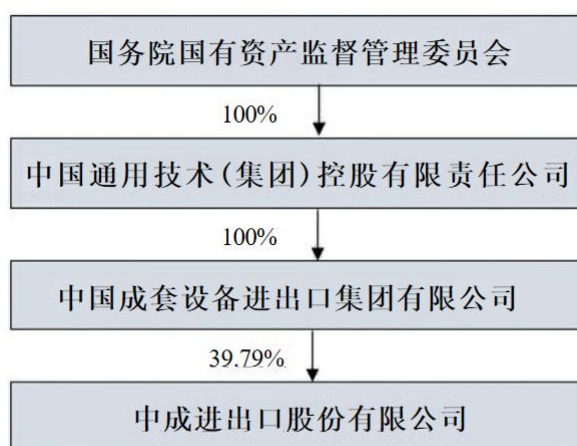 国务院国有资产监督管理委员会
100%
中国通用技术(集团)控股有限责任公司
100%
中国成套设备进出口集团有限公司
39.79%
中成进出口股份有限公司